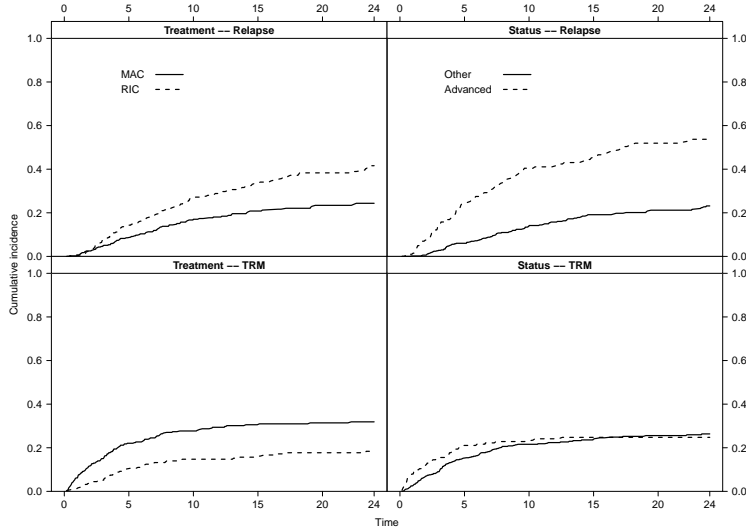 0 5 10 15 20 24 0 5 10 15 20 24
Treatment −− Relapse Status −− Relapse
1.0 1.0
MAC Other
RIC Advanced
0.8 0.8
0.6 0.6
0.4 0.4
0.2 0.2
0.0 0.0
Treatment −− TRM Status −− TRM
1.0 1.0
0.8 0.8
0.6 0.6
0.4 0.4
0.2 0.2
0.0 0.0
0 5 10 15 20 24 0 5 10 15 20 24
Time
Cumulative incidence